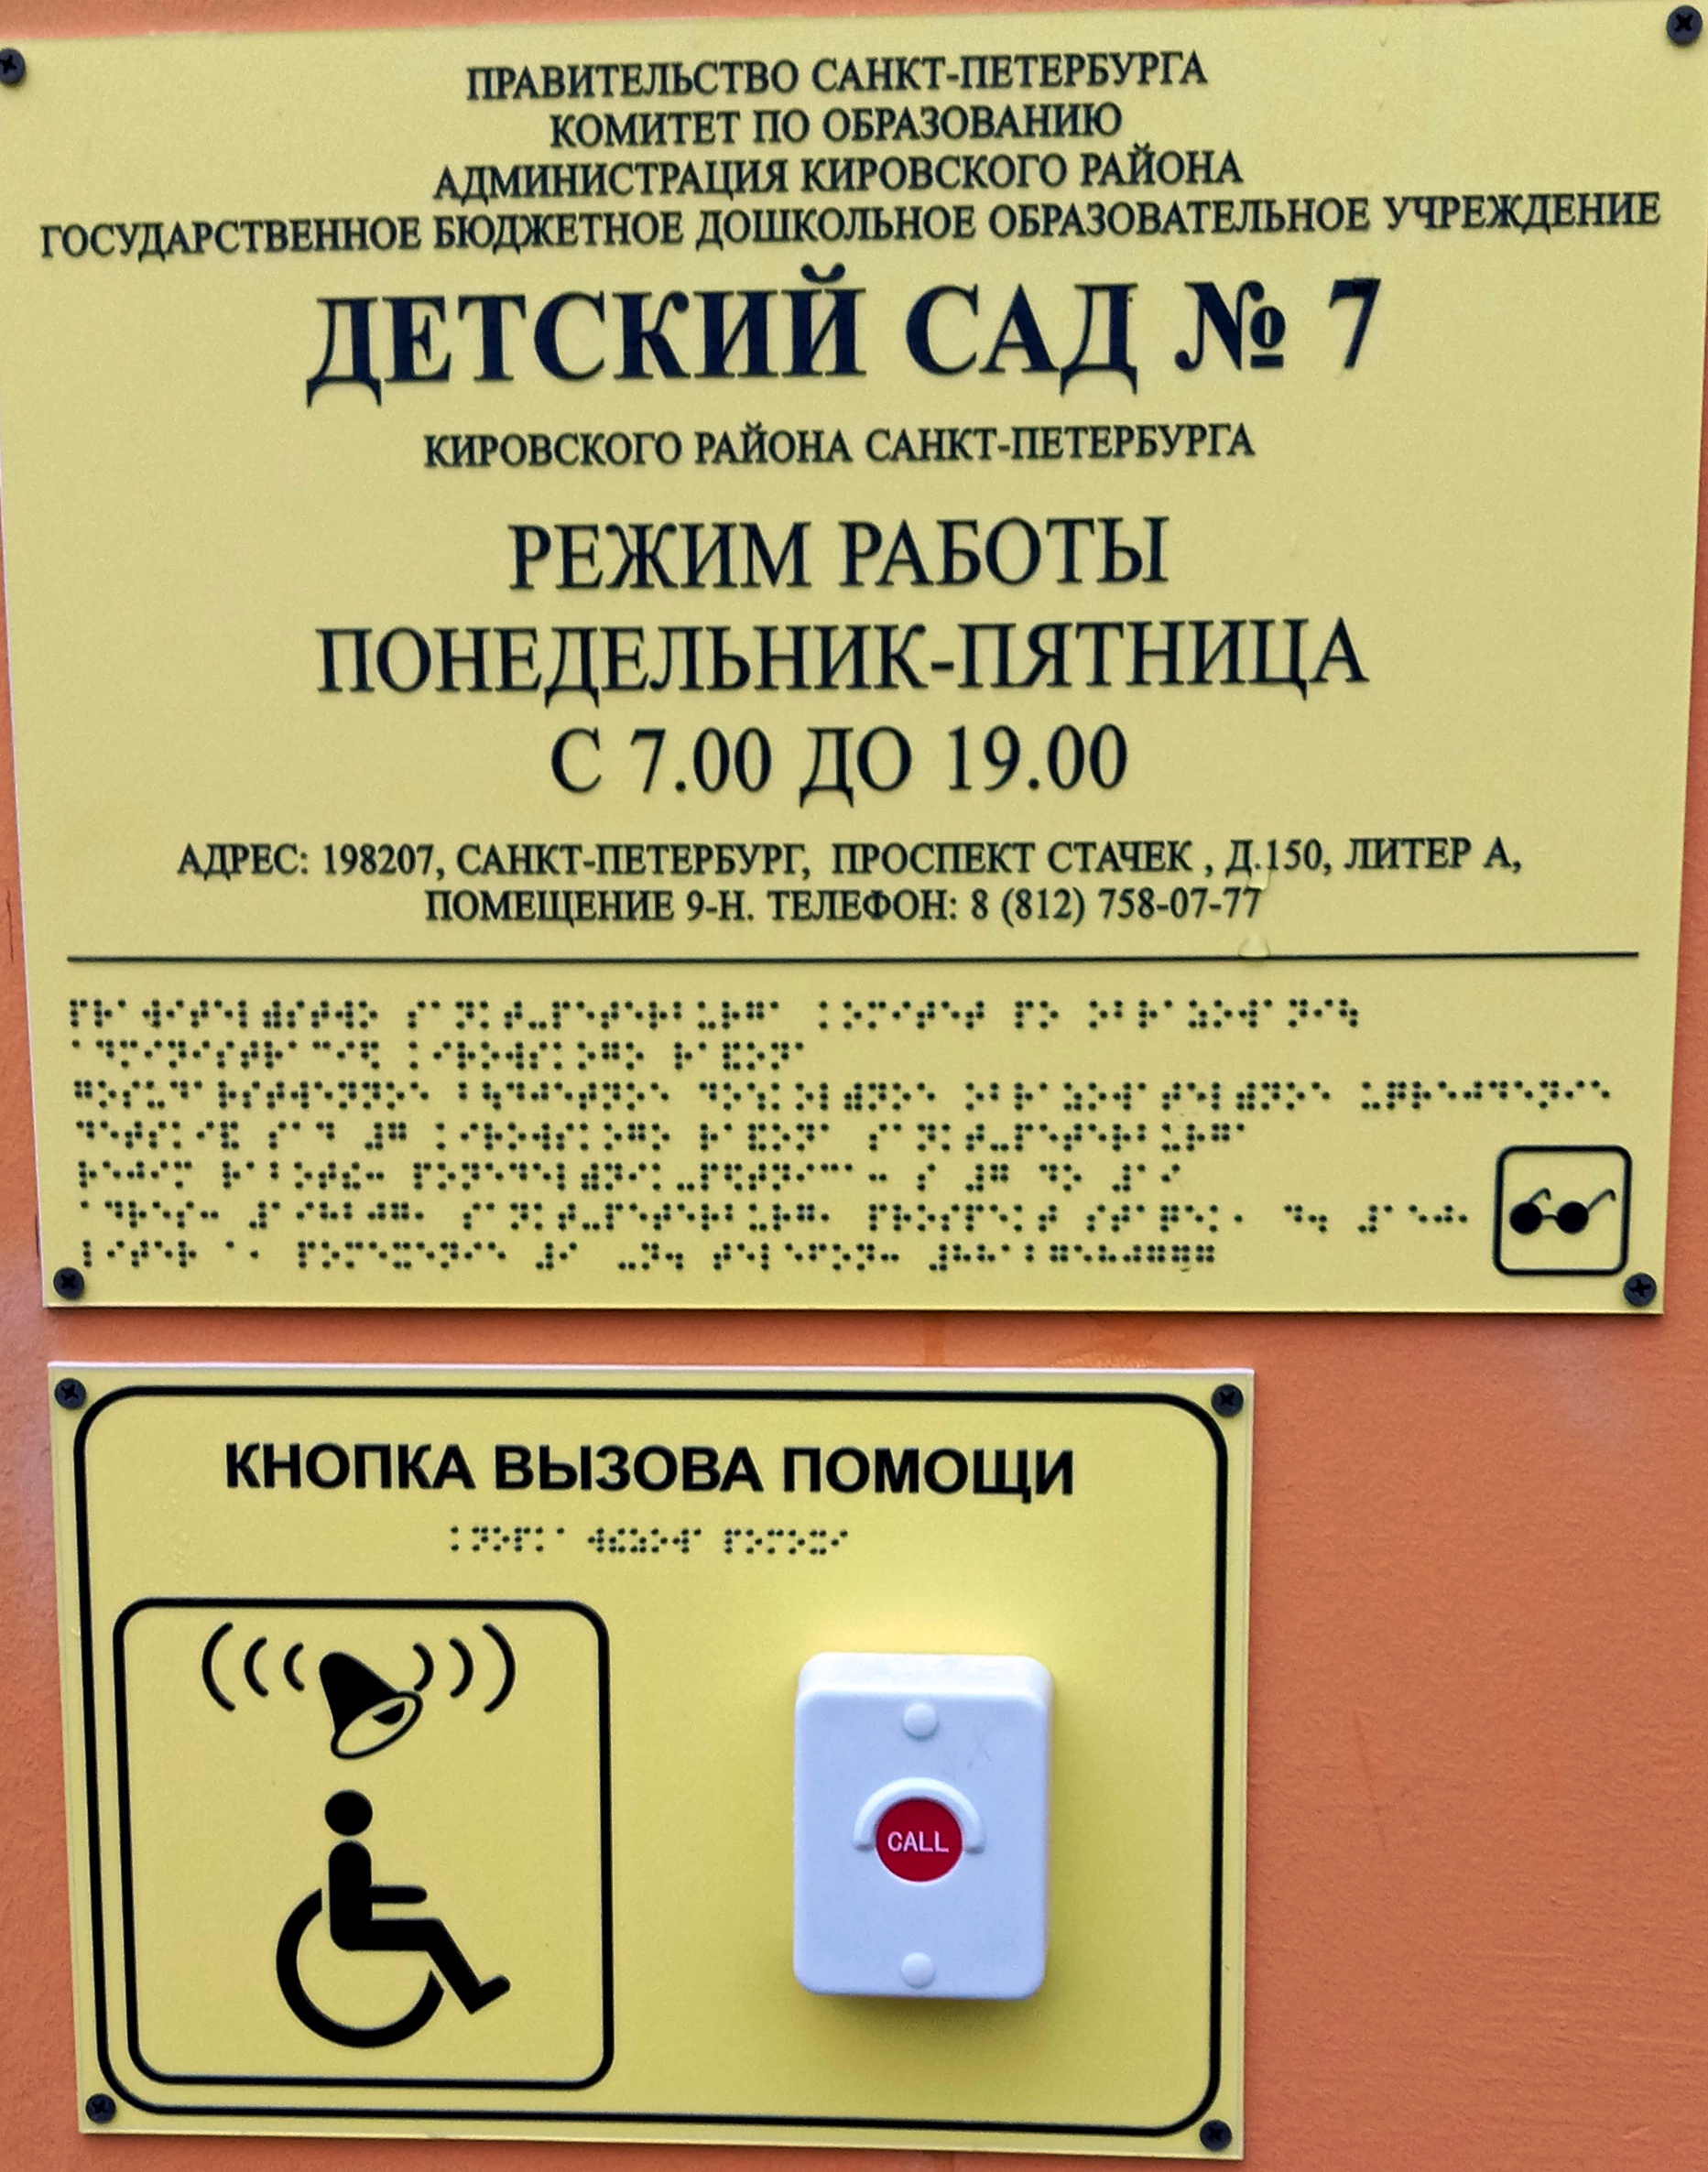 ПРАВИТЕЛЬСТВО САНКТ-ПЕТЕРБУРГА
КОМИТЕТ ПО ОБРАЗОВАНИЮ
АДМИНИСТРАЦИЯ КИРОВСКОГО РАЙОНА
ГОСУДАРСТВЕННОЕ БЮДЖЕТНОЕ ДОШКОЛЬНОЕ ОБРАЗОВАТЕЛЬНОЕ УЧРЕЖДЕНИЕ
ДЕТСКИЙ САД № 7
КИРОВСКОГО РАЙОНА САНКТ-ПЕТЕРБУРГА
РЕЖИМ РАБОТЫ
ПОНЕДЕЛЬНИК-ПЯТНИЦА
С 7.00 ДО 19.00
АДРЕС: 198207, САНКТ-ПЕТЕРБУРГ, ПРОСПЕКТ СТАЧЕК , Д.150, ЛИТЕР А,
ПОМЕЩЕНИЕ 9-Н. ТЕЛЕФОН: 8 (812) 758-07-77
КНОПКА ВЫЗОВА ПОМОЩИ
CALL